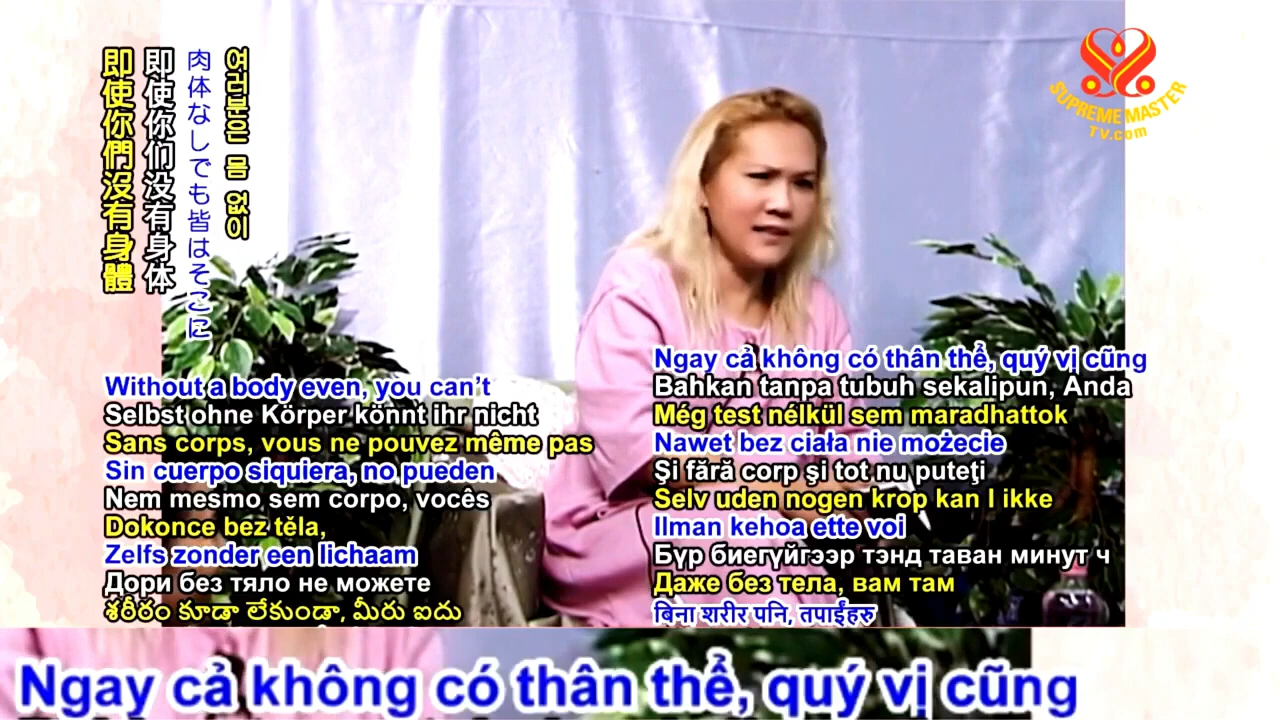 即使你們沒有身體
即使你们没有身体
肉体なしでも皆はそこに
여러분은 몸 없이
SUPREME MASTER
TV.com
Without a body even, you can't
Selbst ohne Körper könnt ihr nicht
Sans corps, vous ne pouvez même pas
Sin cuerpo siquiera, no pueden
Nem mesmo sem corpo, vocês
Dokonce bez těla,
Zelfs zonder een lichaam
Дори без тяло не можете
శరీరం కూడా లేకుండా, మీరు ఐదు
Ngay cả không có thân thể, quý vị cũng
Bahkan tanpa tubuh sekalipun, Anda
Még test nélkül sem maradhattok
Nawet bez ciała nie możecie
Şi fără corp şi tot nu puteţi
Selv uden nogen krop kan I ikke
Ilman kehoa ette voi
Бүр биегүйгээр тэнд таван минут ч
Даже без тела, вам там
बिना शरीर पनि, तपाईंहरु
Ngay cả không có thân thể, quý vị cũng